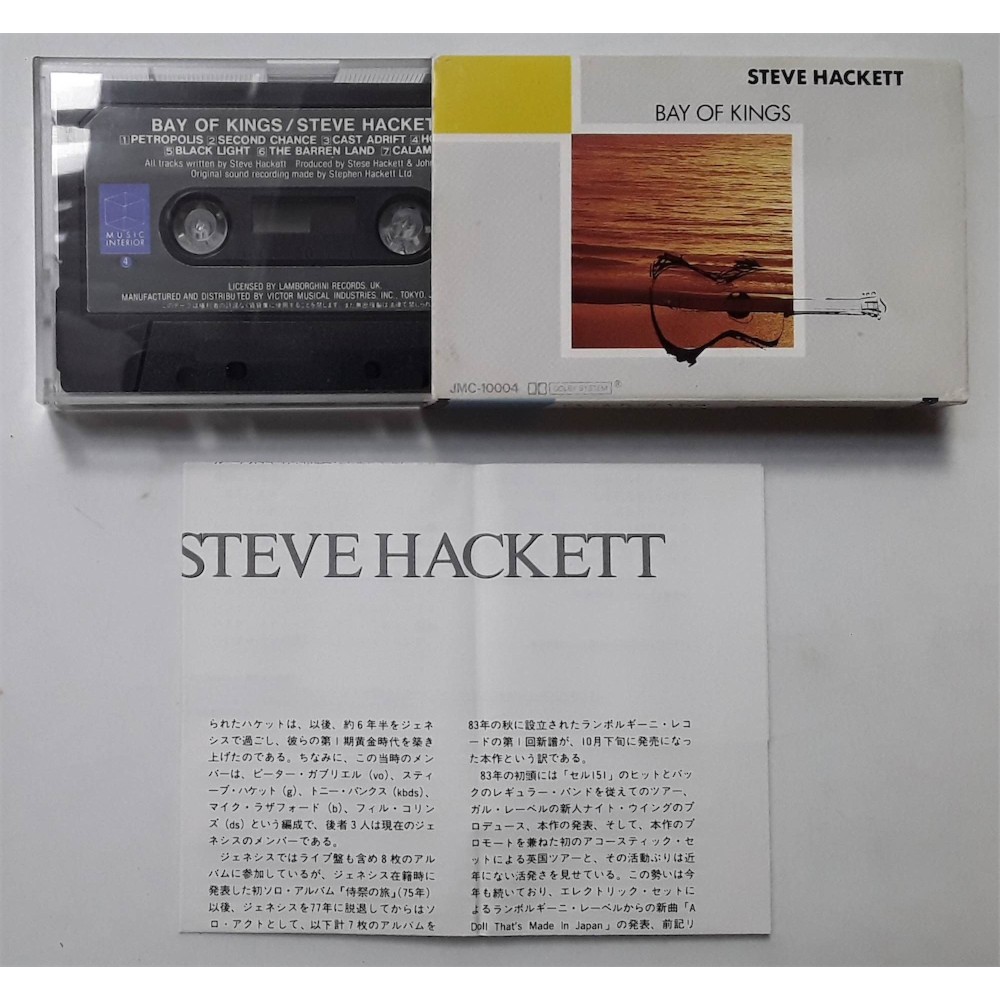 BAY OF KINGS/STEVE HACKET
1 PETROPOLIS 2 SECOND CHANCE 3 CAST ADRIFT 4 HO
5 BLACK LIGHT 6 THE BARREN LAND 7 CALAM
All tracks written by Steve Hackett Produced by Stese Hackett & John
Original sound recording made by Stephen Hackett Ltd
MUSIC
INTERIOR
4
LICENSED BY LAMBORGHINI RECORDS, UK.
MANUFACTURED AND DISTRIBUTED BY VICTOR MUSICAL INDUSTRIES, INC., TOKYO, J
STEVE HACKETT
BAY OF KINGS
JMC-10004 DOLBY SYSTEM ®
STEVE HACKETT
られたハケットは、以後、約6年半をジェネ
シスで過ごし、彼らの第1期黄金時代を築き
上げたのである。ちなみに、この当時のメン
バーは、ピーター・ガブリエル(vo)、スティ
ーブ・ハケット(g)、トニー・バンクス(kbds)、
マイク・ラザフォード(b)、フィル・コリン
ズ(ds)という編成で、後者3人は現在のジェ
ネシスのメンバーである。
ジェネシスではライブ盤も含め8枚のアル
バムに参加しているが、ジェネシス在籍時に
発表した初ソロ・アルバム「侍祭の旅」(75年)
以後、ジェネシスを77年に脱退してからはソ
ロ・アクトとして、以下計7枚のアルバムを
83年の秋に設立されたランボルギーニ・レコ
ードの第1回新譜が、10月下旬に発売になっ
た本作という訳である。
83年の初頭には「セル151」のヒットとバッ
クのレギュラー・バンドを従えてのツアー、
ガル・レーベルの新人ナイト・ウイングのプ
ロデュース、本作の発表、そして、本作のプ
ロモートを兼ねた初のアコースティック・セ
ットによる英国ツアーと、その活動ぶりは近
年にない活発さを見せている。この勢いは今
年も続いており、エレクトリック・セットに
よるランボルギーニ・レーベルからの新曲「A
Doll That's Made In Japan」の発表、前記リ